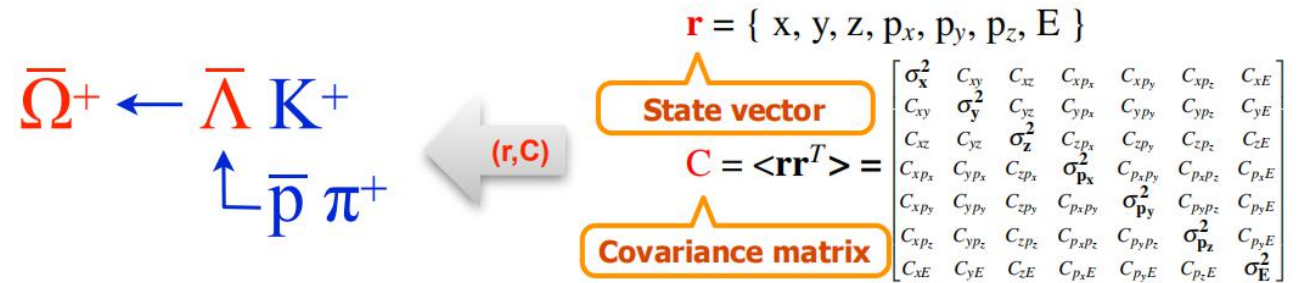 r = { x, y, z, pₓ, p_y, p_z, E }
State vector
Ω̅⁺ ← Λ̅ K⁺
p̅ π⁺
(r,C)
C = <rrᵀ> =
σ_x² C_xy C_xz C_xp_x C_xp_y C_xp_z C_xE
C_xy σ_y² C_yz C_yp_x C_yp_y C_yp_z C_yE
C_xz C_yz σ_z² C_zp_x C_zp_y C_zp_z C_zE
C_xp_x C_yp_x C_zp_x σ_p_x² C_p_xp_y C_p_xp_z C_p_xE
C_xp_y C_yp_y C_zp_y C_p_xp_y σ_p_y² C_p_yp_z C_p_yE
C_xp_z C_yp_z C_zp_z C_p_xp_z C_p_yp_z σ_p_z² C_p_yE
C_xE C_yE C_zE C_p_xE C_p_yE C_p_zE σ_E²
Covariance matrix